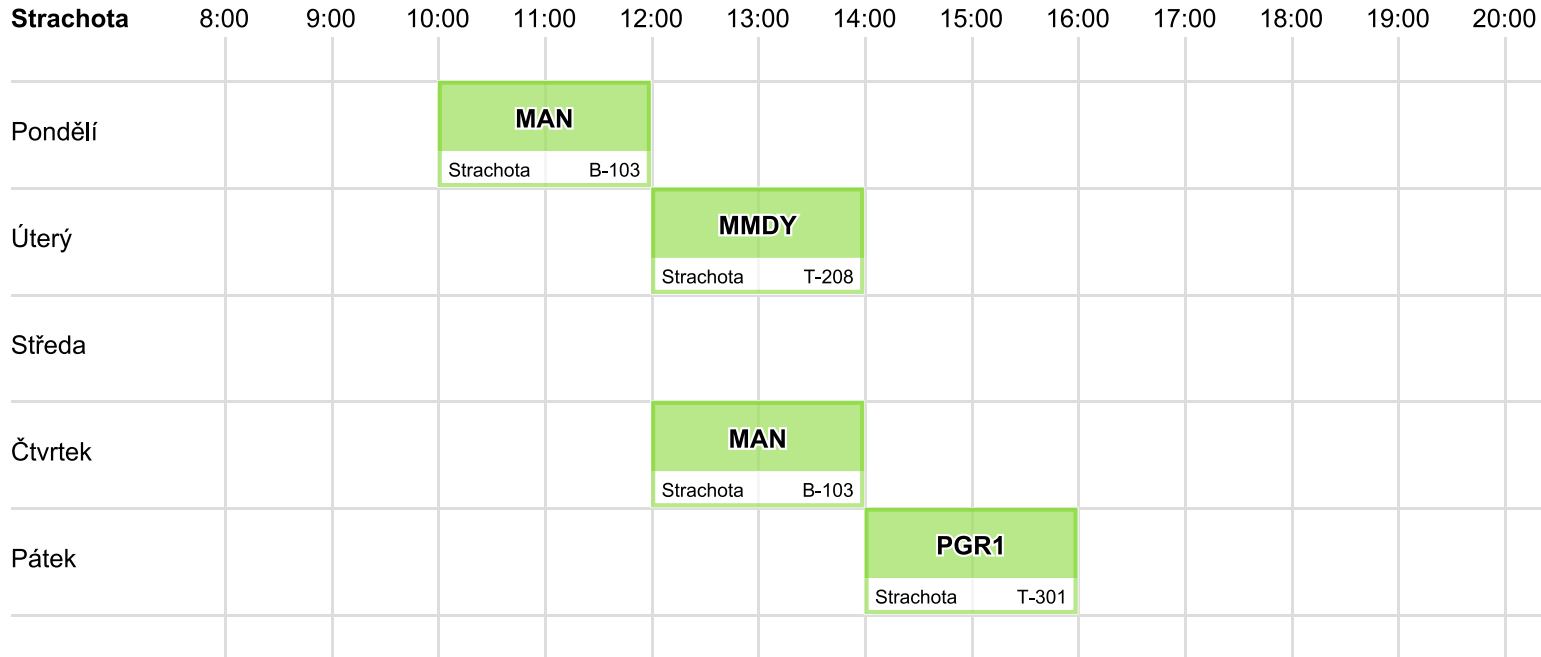 Strachota 8:00 9:00 10:00 11:00 12:00 13:00 14:00 15:00 16:00 17:00 18:00 19:00 20:00
Pondělí
MAN
Strachota B-103
Úterý
MMDY
Strachota T-208
Středa
Čtvrtek
MAN
Strachota B-103
Pátek
PGR1
Strachota T-301